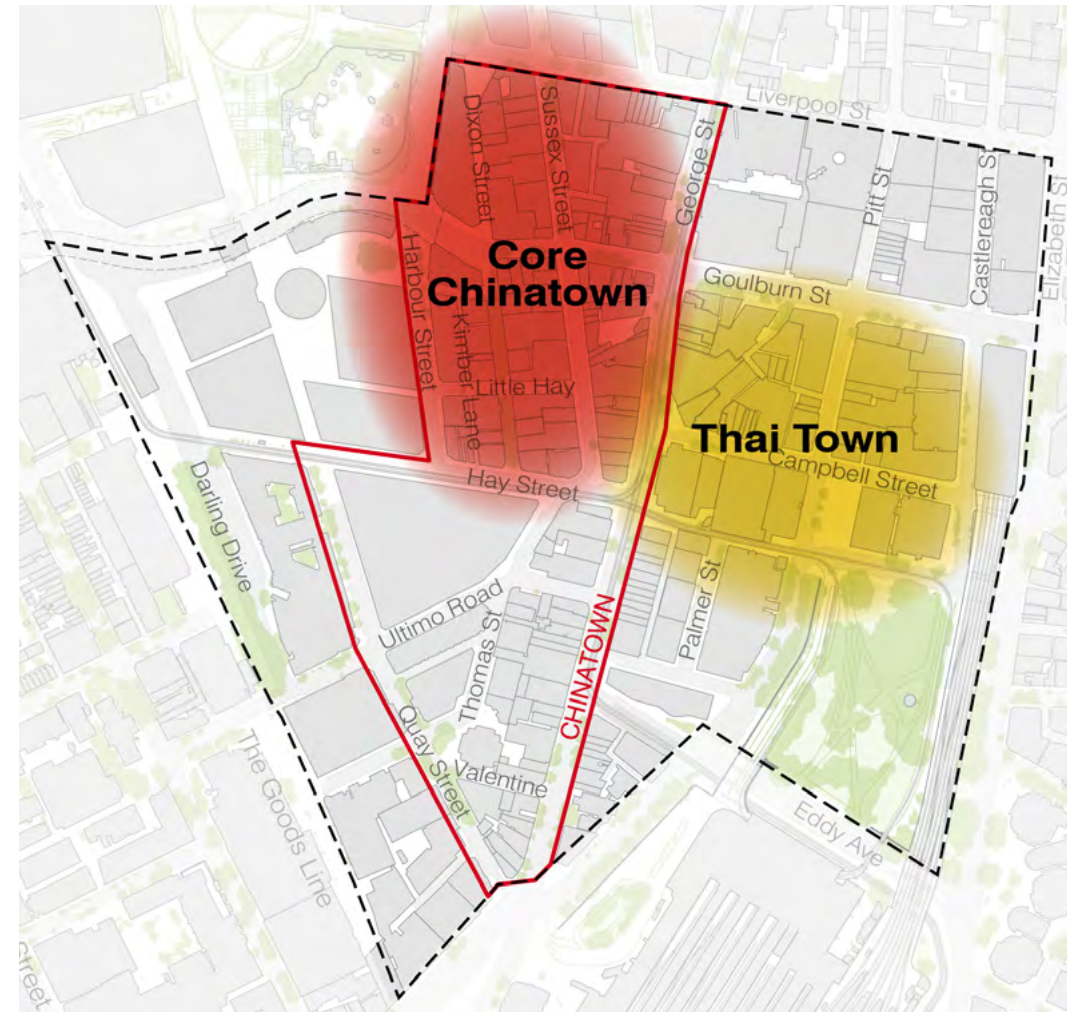 Liverpool St
Dixon Street
Sussex Street
George St
Pitt St
Castlereagh St
Elizabeth St
Core
Chinatown
Goulburn St
Harbour Street
Kimber Lane
Little Hay
Thai Town
Campbell Street
Hay Street
Darling Drive
Ultimo Road
Thomas St
CHINATOWN
Palmer St
Quay Street
Valentine
The Goods Line
Eddy Ave
Street